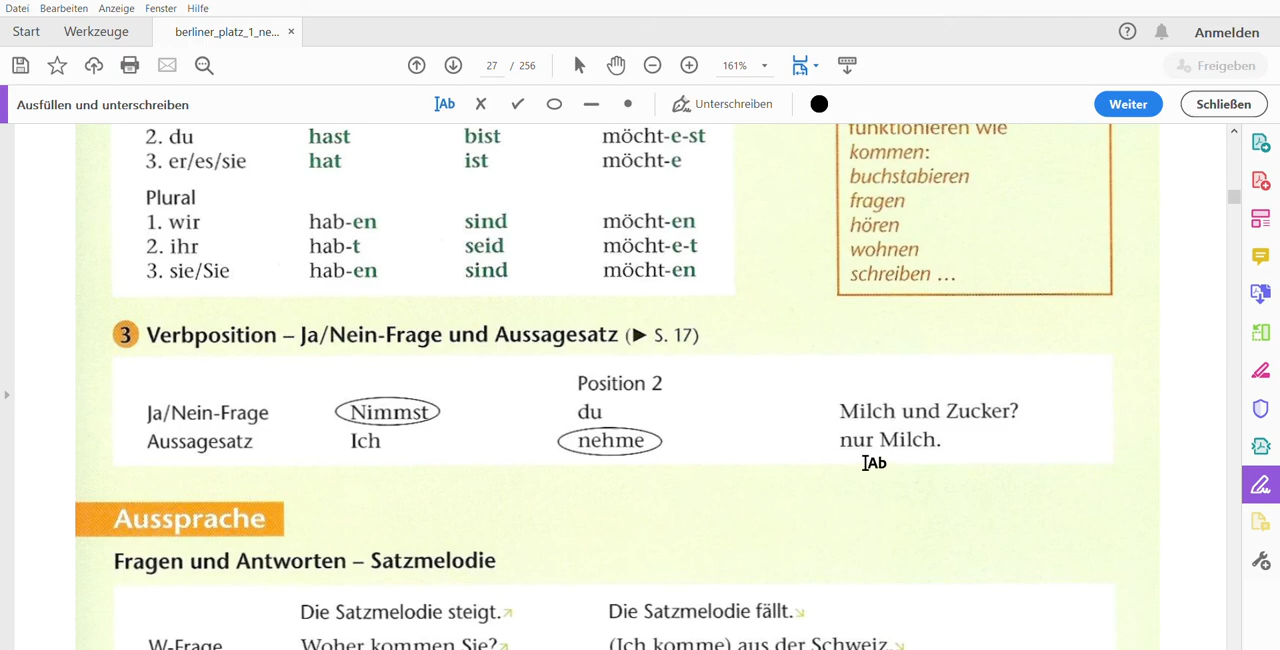 Datei Bearbeiten Anzeige Fenster Hilfe
Start Werkzeuge berliner_platz_1_ne... × ? Anmelden
27 / 256 161% Freigeben
Ausfüllen und unterschreiben IAb Unterschreiben Weiter Schließen
2. du hast bist möcht-e-st
3. er/es/sie hat ist möcht-e
Plural
1. wir hab-en sind möcht-en
2. ihr hab-t seid möcht-e-t
3. sie/Sie hab-en sind möcht-en
funktionieren wie
kommen:
buchstabieren
fragen
hören
wohnen
schreiben …
3 Verbposition – Ja/Nein-Frage und Aussagesatz (▶ S. 17)
Position 2
Ja/Nein-Frage Nimmst du Milch und Zucker?
Aussagesatz Ich nehme nur Milch.
IAb
Aussprache
Fragen und Antworten – Satzmelodie
Die Satzmelodie steigt.↗ Die Satzmelodie fällt.↘
W-Frage Woher kommen Sie?↗ (Ich komme) aus der Schweiz.↘